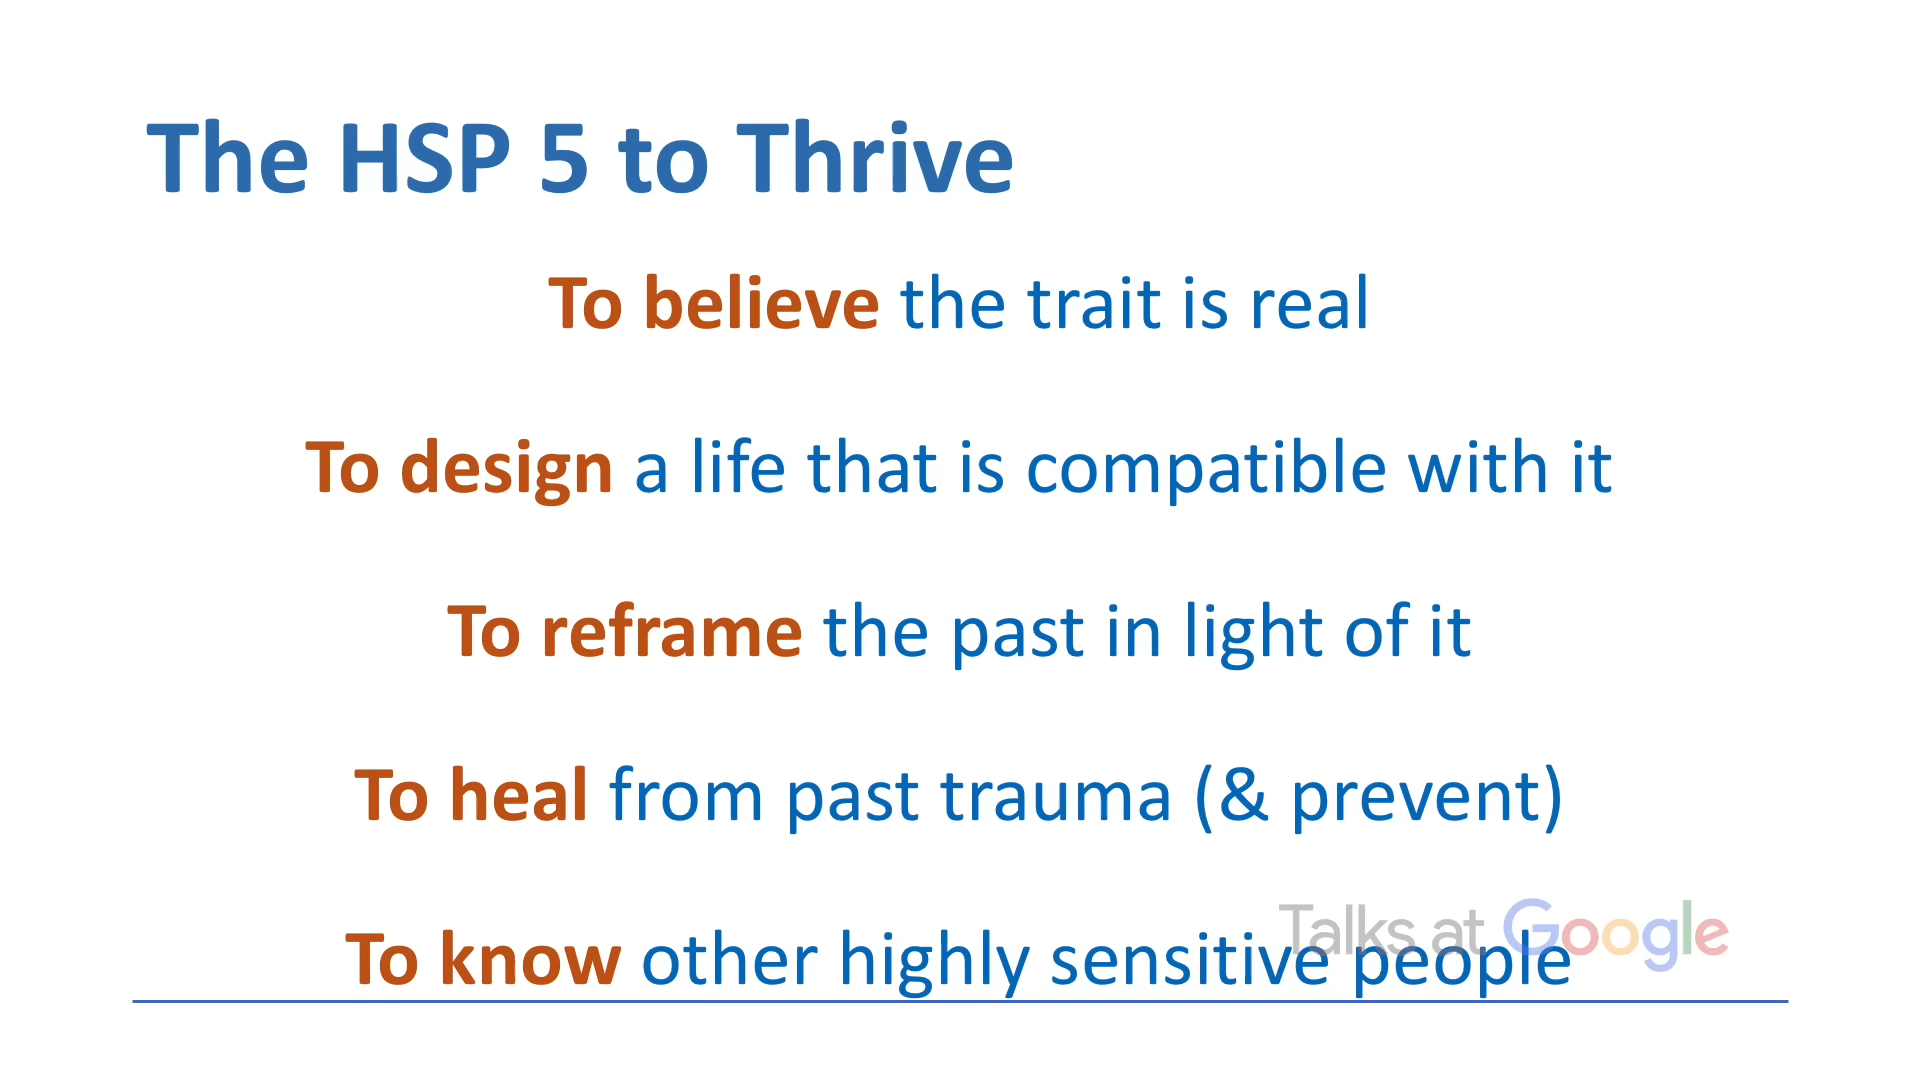 The HSP 5 to Thrive
To believe the trait is real
To design a life that is compatible with it
To reframe the past in light of it
To heal from past trauma (& prevent)
Talks at Google
To know other highly sensitive people